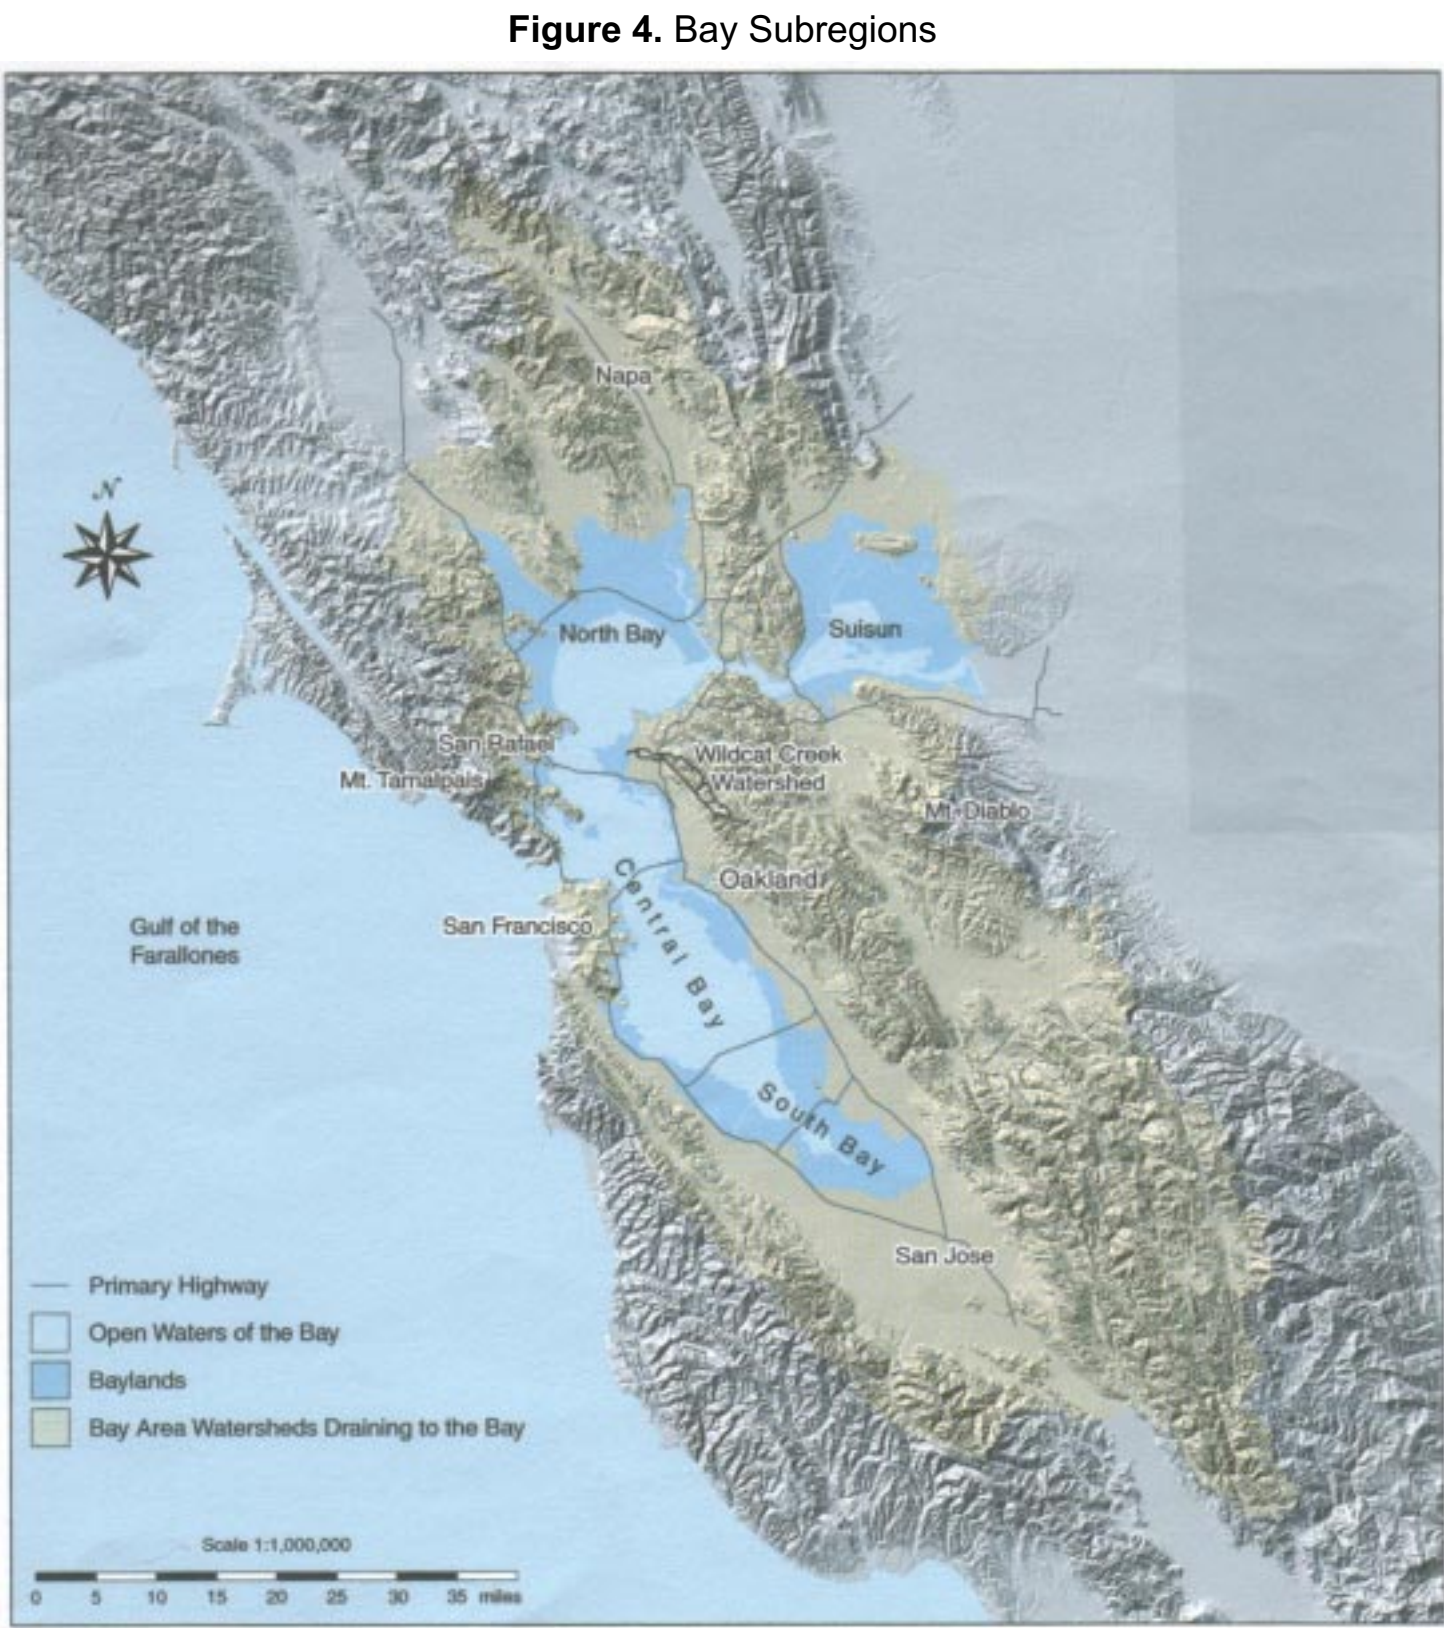 Figure 4. Bay Subregions
Napa
N
North Bay
Suisun
San Rafael
Wildcat Creek
Watershed
Mt. Tamalpais
Mt. Diablo
Central Bay
Oakland
Gulf of the
Farallones
San Francisco
South Bay
San Jose
Primary Highway
Open Waters of the Bay
Baylands
Bay Area Watersheds Draining to the Bay
Scale 1:1,000,000
0 5 10 15 20 25 30 35 miles